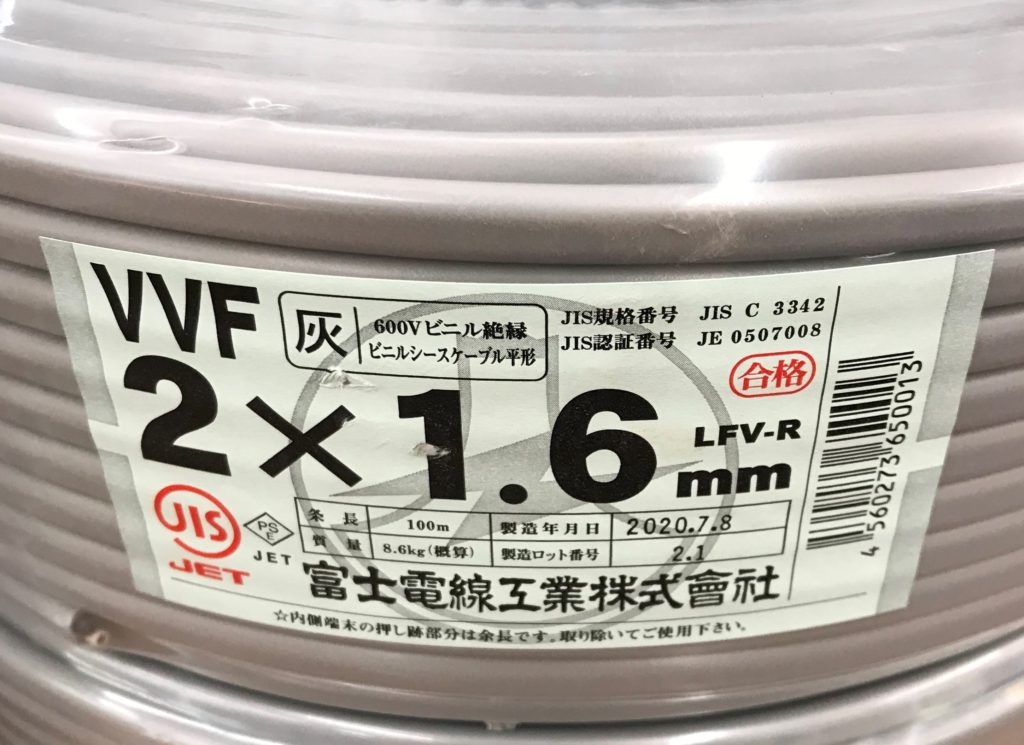 VVF
灰
600Vビニル絶縁
ビニルシースケーブル平形
JIS規格番号 JIS C 3342
JIS認証番号 JE 0507008
合格
2×1.6mm
LFV-R
JIS
JET
PS
E
JET
条長 100m 製造年月日 2020.7.8
質量 8.6kg(概算) 製造ロット番号 2.1
富士電線工業株式會社
☆内側端末の押し跡部分は余長です。取り除いてご使用下さい。
4560273650013